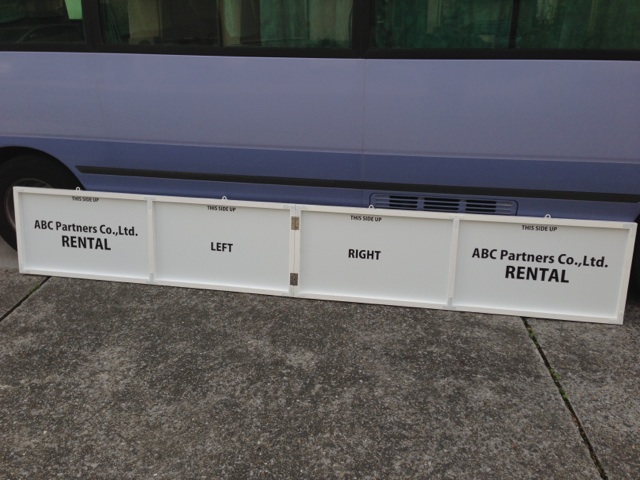 THIS SIDE UP
ABC Partners Co.,Ltd.
RENTAL
THIS SIDE UP
LEFT
THIS SIDE UP
RIGHT
THIS SIDE UP
ABC Partners Co.,Ltd.
RENTAL